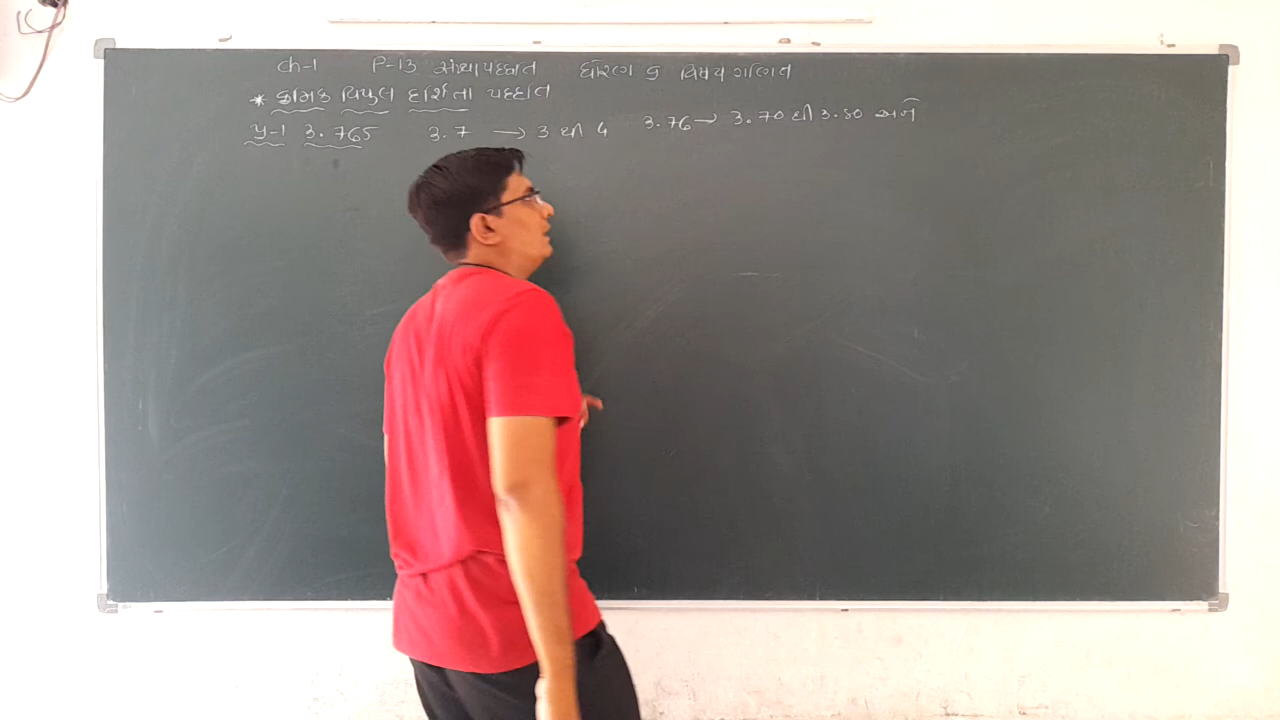 ch-1 P-13 સંખ્યા પદ્ધતિ ધોરણ 9 વિષય ગણિત
* ક્રમિક વિપુલ દર્શિતા પદ્ધતિ
પ્ર-1 3.765 3.7 → 3 થી 4 3.76 → 3.70 થી 3.80 અને